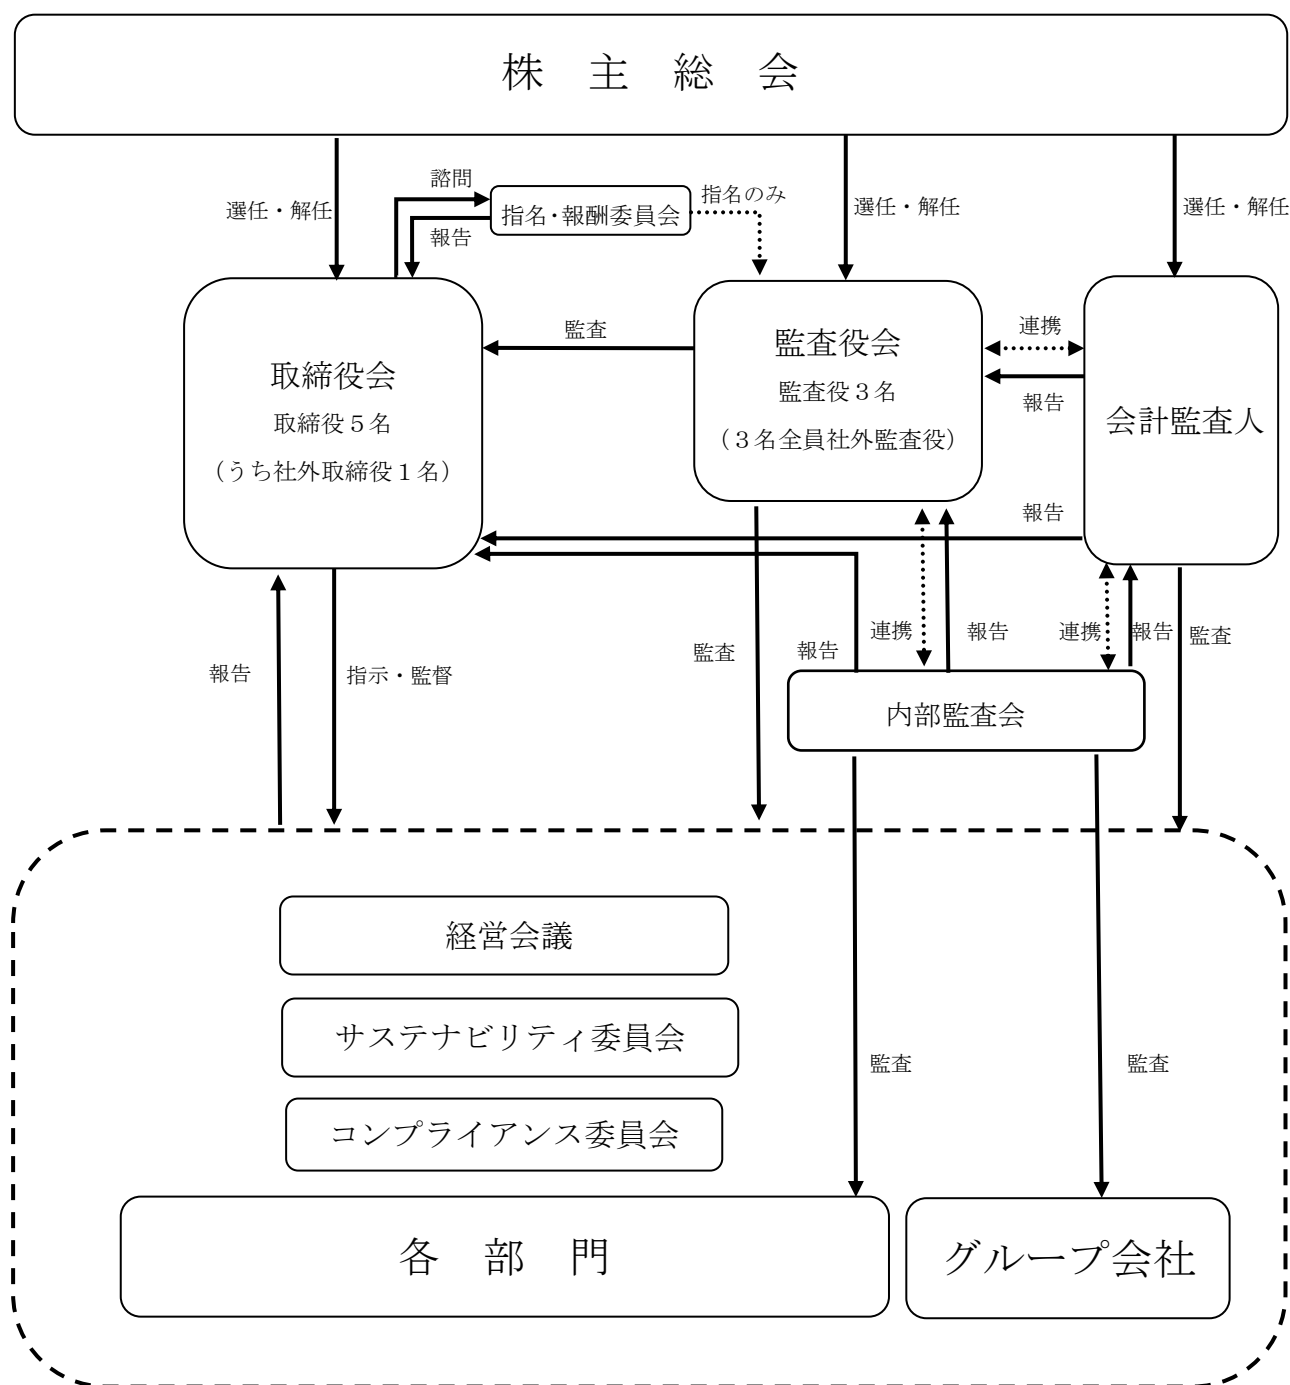 株　主　総　会
諮問
指名・報酬委員会
指名のみ
選任・解任
選任・解任
選任・解任
報告
取締役会
取締役５名
（うち社外取締役１名）
監査
監査役会
監査役３名
（３名全員社外監査役）
連携
報告
会計監査人
報告
報告
指示・監督
監査
報告
連携
報告
連携
報告
監査
内部監査会
経営会議
サステナビリティ委員会
コンプライアンス委員会
監査
監査
各　部　門
グループ会社